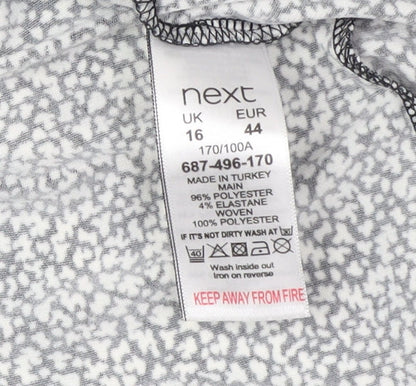 next
UK EUR
16 44
170/100A
687-496-170
MADE IN TURKEY
MAIN
96% POLYESTER
4% ELASTANE
WOVEN
100% POLYESTER
IF IT'S NOT DIRTY WASH AT 30
40
Wash inside out
Iron on reverse
KEEP AWAY FROM FIRE